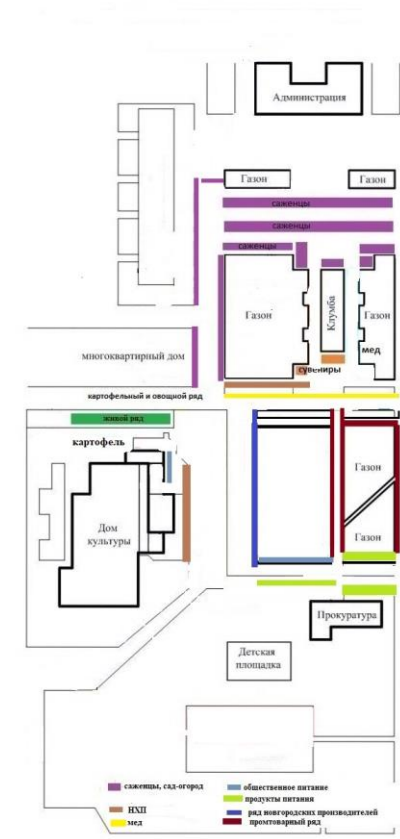 Администрация
Газон
Газон
саженцы
саженцы
саженцы
Газон
Клумба
Газон
мед
многоквартирный дом
сувениры
картофельный и овощной ряд
живой ряд
картофель
Газон
Дом
культуры
Газон
Прокуратура
Детская
площадка
саженцы, сад-огород
общественное питание
продукты питания
НХП
ряд новгородских производителей
мед
промтоварный ряд